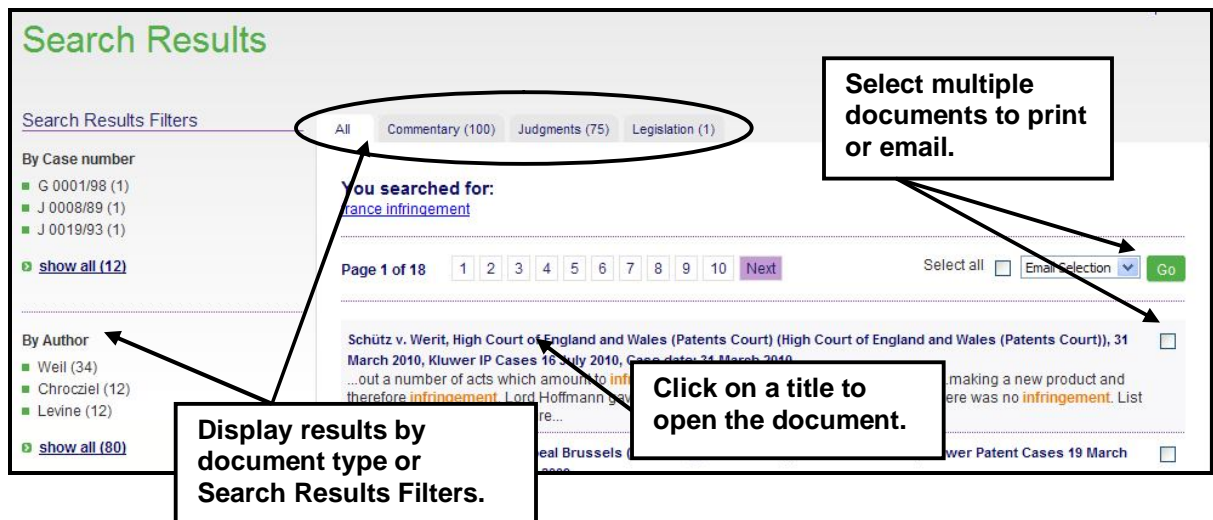 Search Results
Search Results Filters
By Case number
G 0001/98 (1)
J 0008/89 (1)
J 0019/93 (1)
show all (12)
By Author
Weil (34)
Chrocziel (12)
Levine (12)
show all (80)
All Commentary (100) Judgments (75) Legislation (1)
You searched for:
france infringement
Page 1 of 18 1 2 3 4 5 6 7 8 9 10 Next Select all Email Selection Go
Schütz v. Werit, High Court of England and Wales (Patents Court) (High Court of England and Wales (Patents Court)), 31
March 2010, Kluwer IP Cases 16 July 2010, Case date: 31 March 2010
...out a number of acts which amount to .making a new product and
therefore infringement. Lord Hoffmann ere was no infringement. List
re...
eal Brussels ( wer Patent Cases 19 March
Select multiple
documents to print
or email.
Click on a title to
open the document.
Display results by
document type or
Search Results Filters.